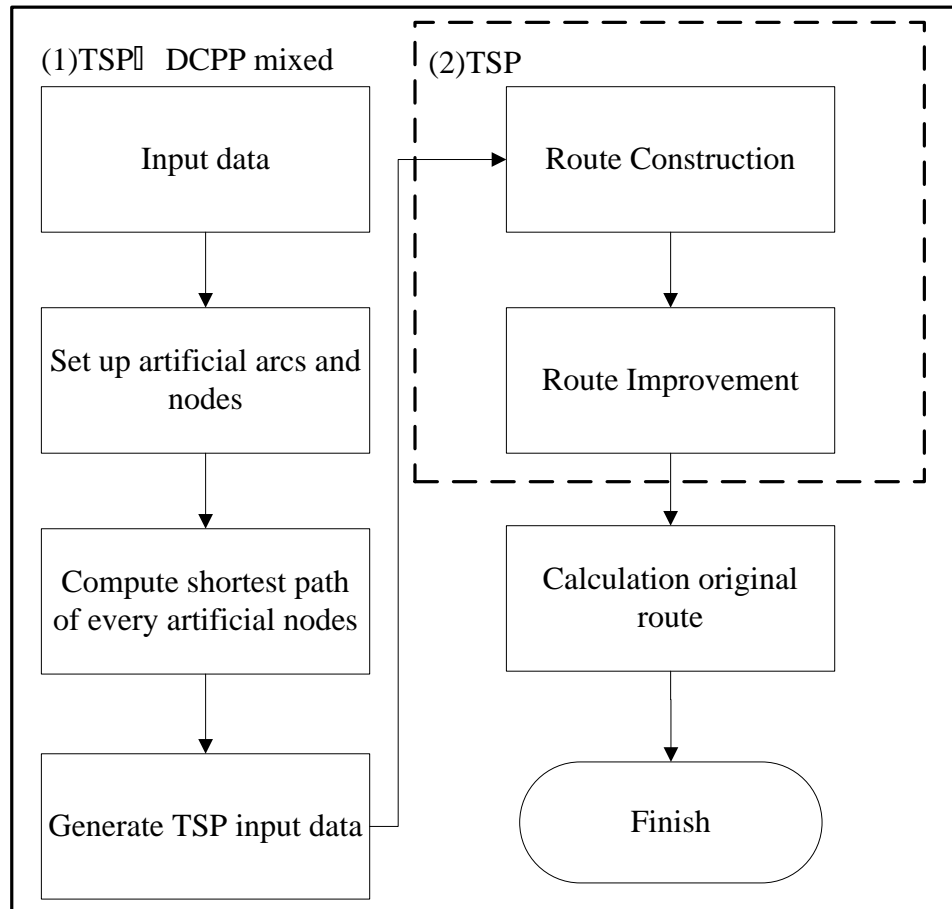 (1)TSP DCPP mixed
Input data
Set up artificial arcs and
nodes
Compute shortest path
of every artificial nodes
Generate TSP input data
(2)TSP
Route Construction
Route Improvement
Calculation original
route
Finish